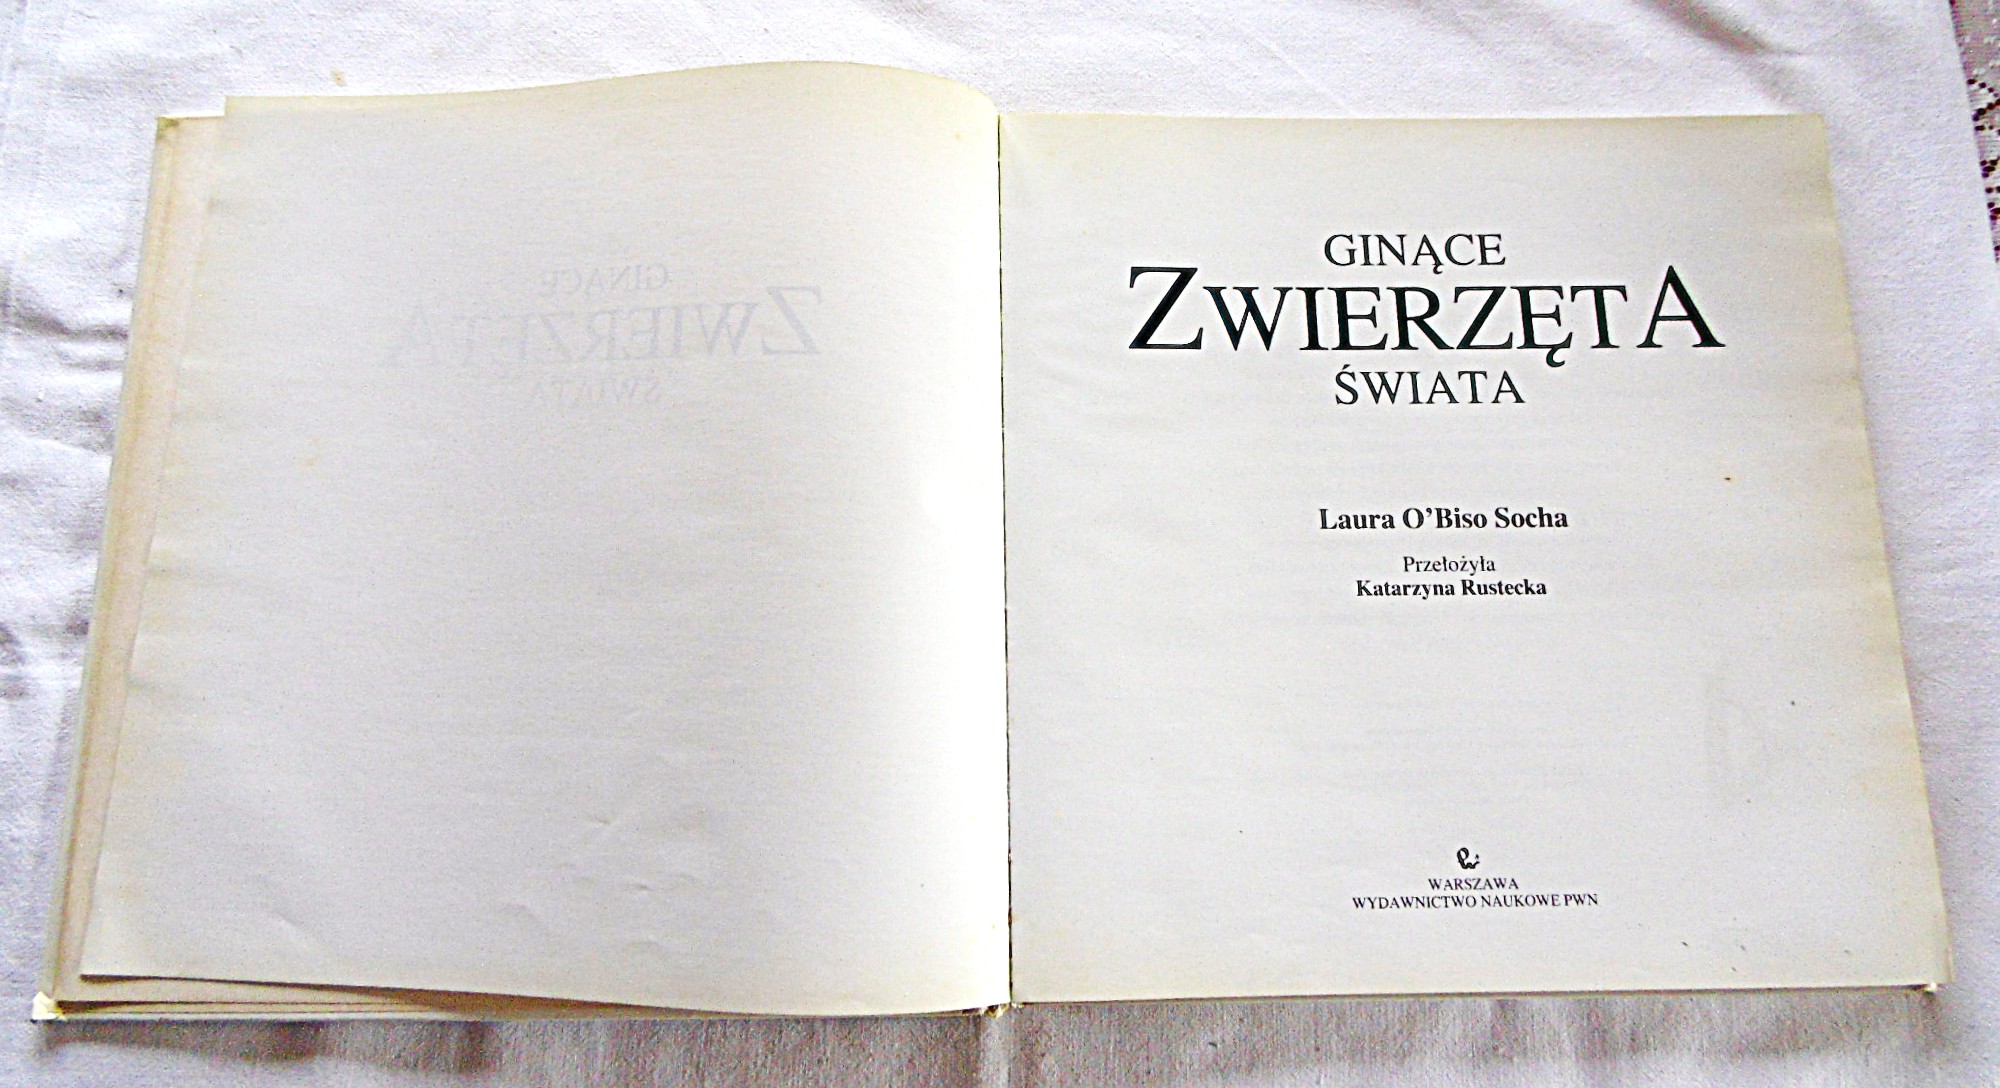 GINĄCE
ZWIERZĘTA
ŚWIATA
Laura O’Biso Socha
Przełożyła
Katarzyna Rustecka
WARSZAWA
WYDAWNICTWO NAUKOWE PWN